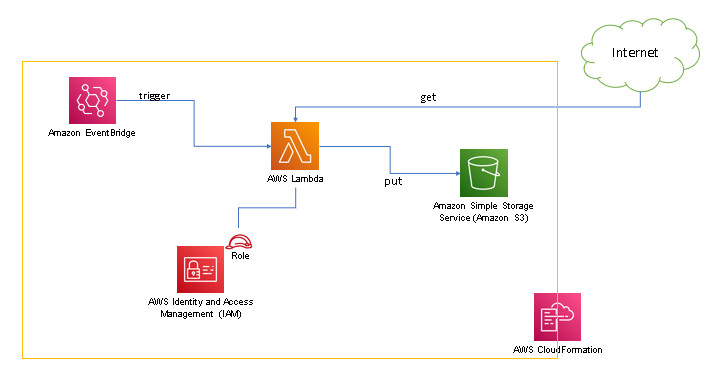 Internet
trigger
get
Amazon EventBridge
AWS Lambda
put
Amazon Simple Storage
Service (Amazon S3)
Role
AWS Identity and Access
Management (IAM)
AWS CloudFormation